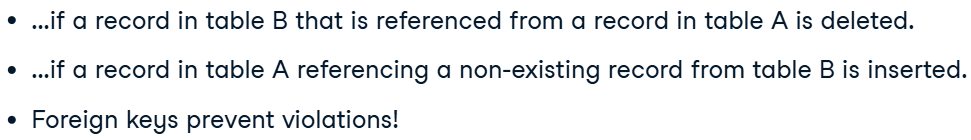 • ...if a record in table B that is referenced from a record in table A is deleted.
• ...if a record in table A referencing a non-existing record from table B is inserted.
• Foreign keys prevent violations!